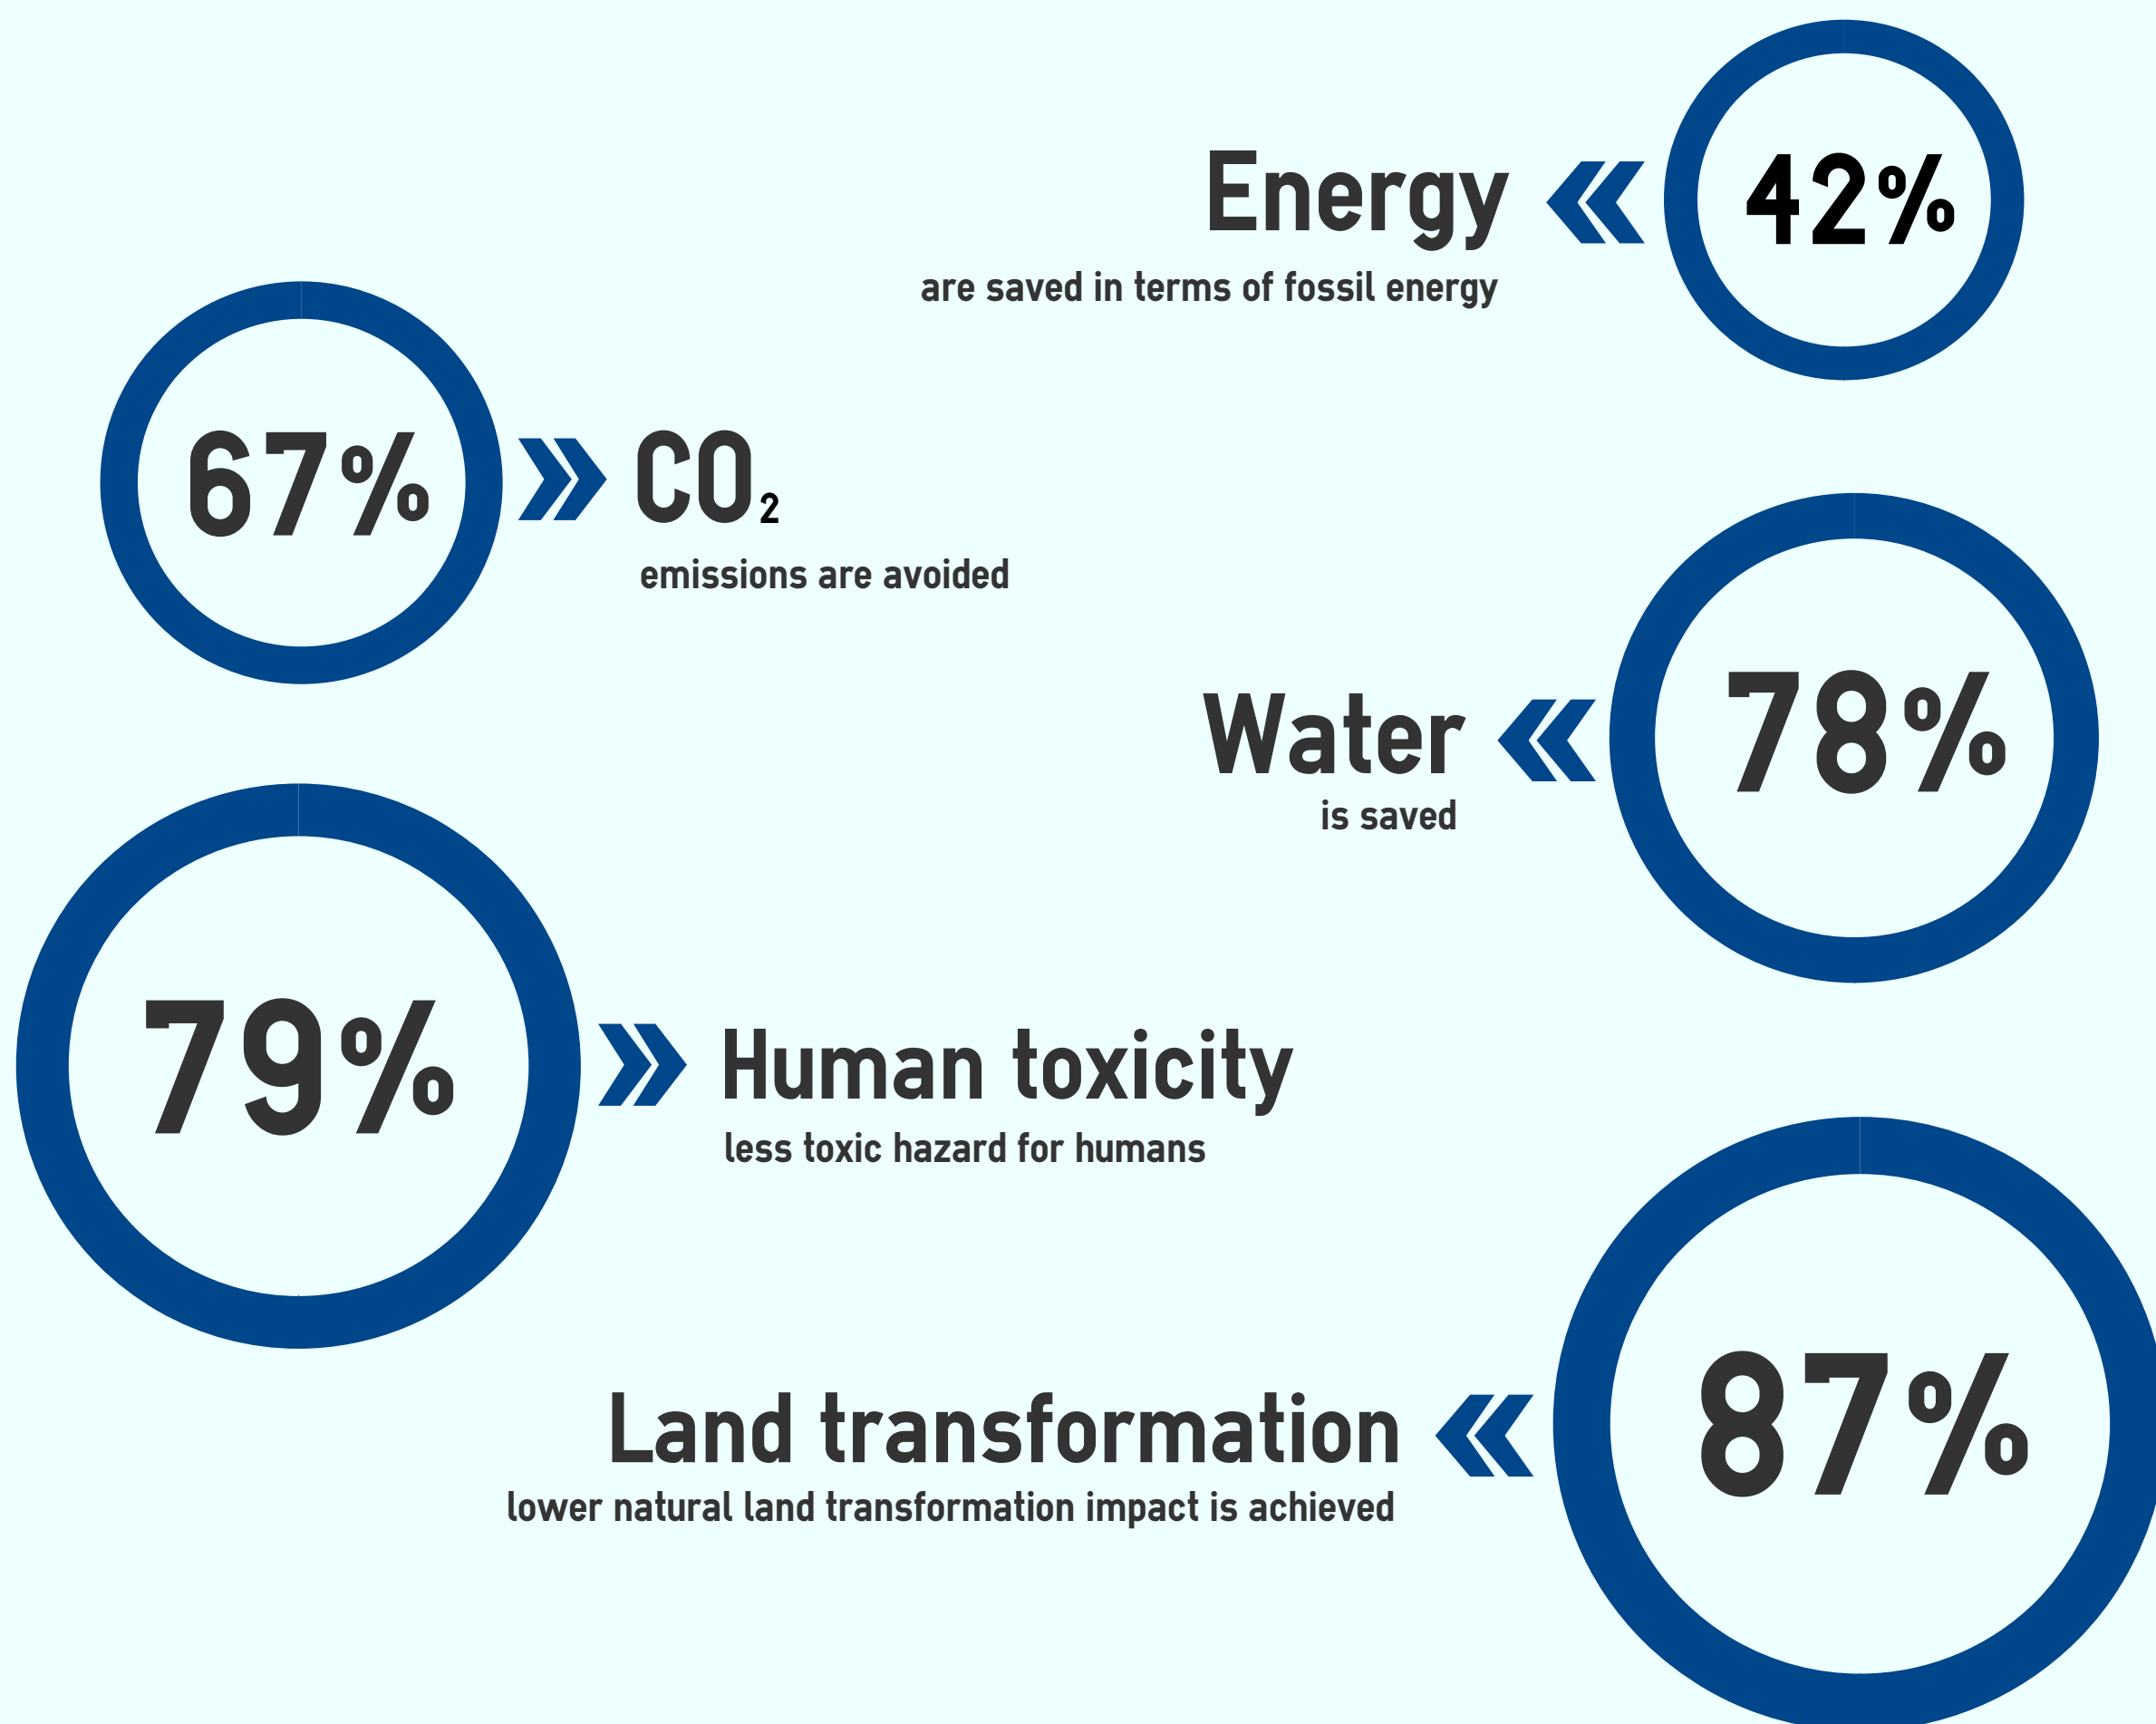 42%
Energy
are saved in terms of fossil energy
67%
CO₂
emissions are avoided
78%
Water
is saved
79%
Human toxicity
less toxic hazard for humans
87%
Land transformation
lower natural land transformation impact is achieved